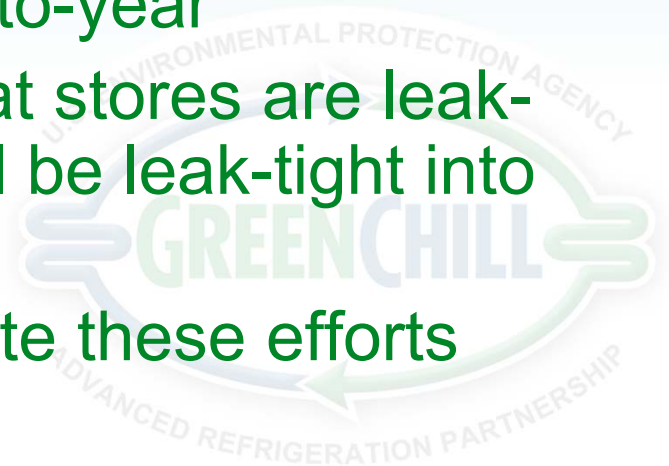 to-year
at stores are leak-
be leak-tight into
te these efforts
U.S. ENVIRONMENTAL PROTECTION AGENCY
GREENCHILL
ADVANCED REFRIGERATION PARTNERSHIP